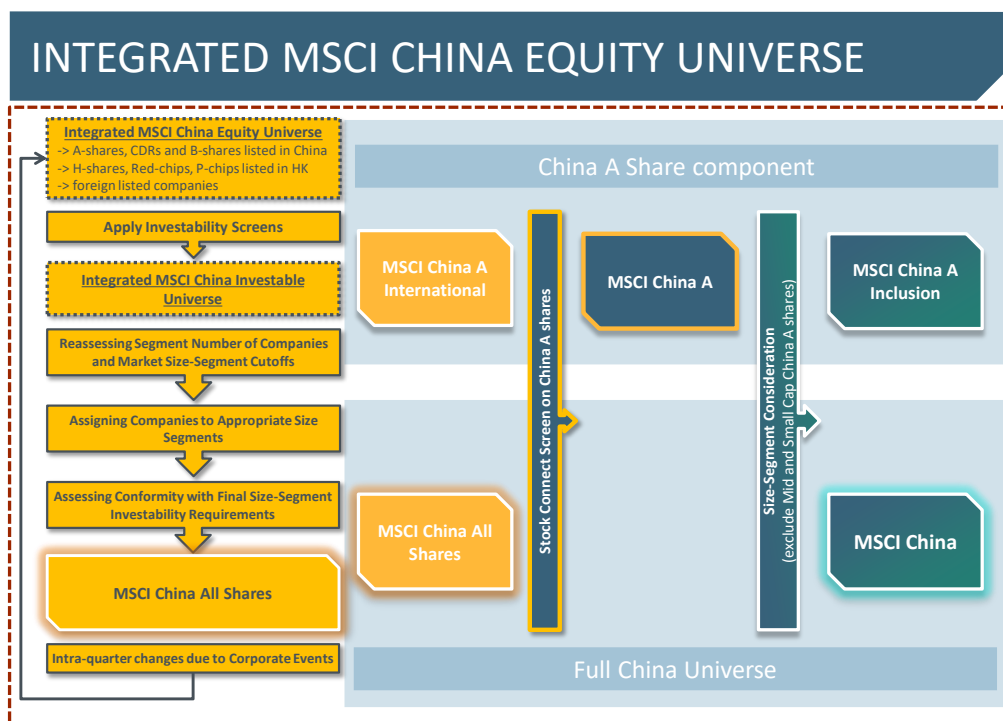 INTEGRATED MSCI CHINA EQUITY UNIVERSE
Integrated MSCI China Equity Universe
-> A-shares, CDRs and B-shares listed in China
-> H-shares, Red-chips, P-chips listed in HK
-> foreign listed companies
Apply Investability Screens
Integrated MSCI China Investable
Universe
Reassessing Segment Number of Companies
and Market Size-Segment Cutoffs
Assigning Companies to Appropriate Size
Segments
Assessing Conformity with Final Size-Segment
Investability Requirements
MSCI China All Shares
Intra-quarter changes due to Corporate Events
China A Share component
MSCI China A
International
Stock Connect Screen on China A shares
MSCI China A
Size-Segment Consideration
(exclude Mid and Small Cap China A shares)
MSCI China A
Inclusion
MSCI China All
Shares
MSCI China
Full China Universe